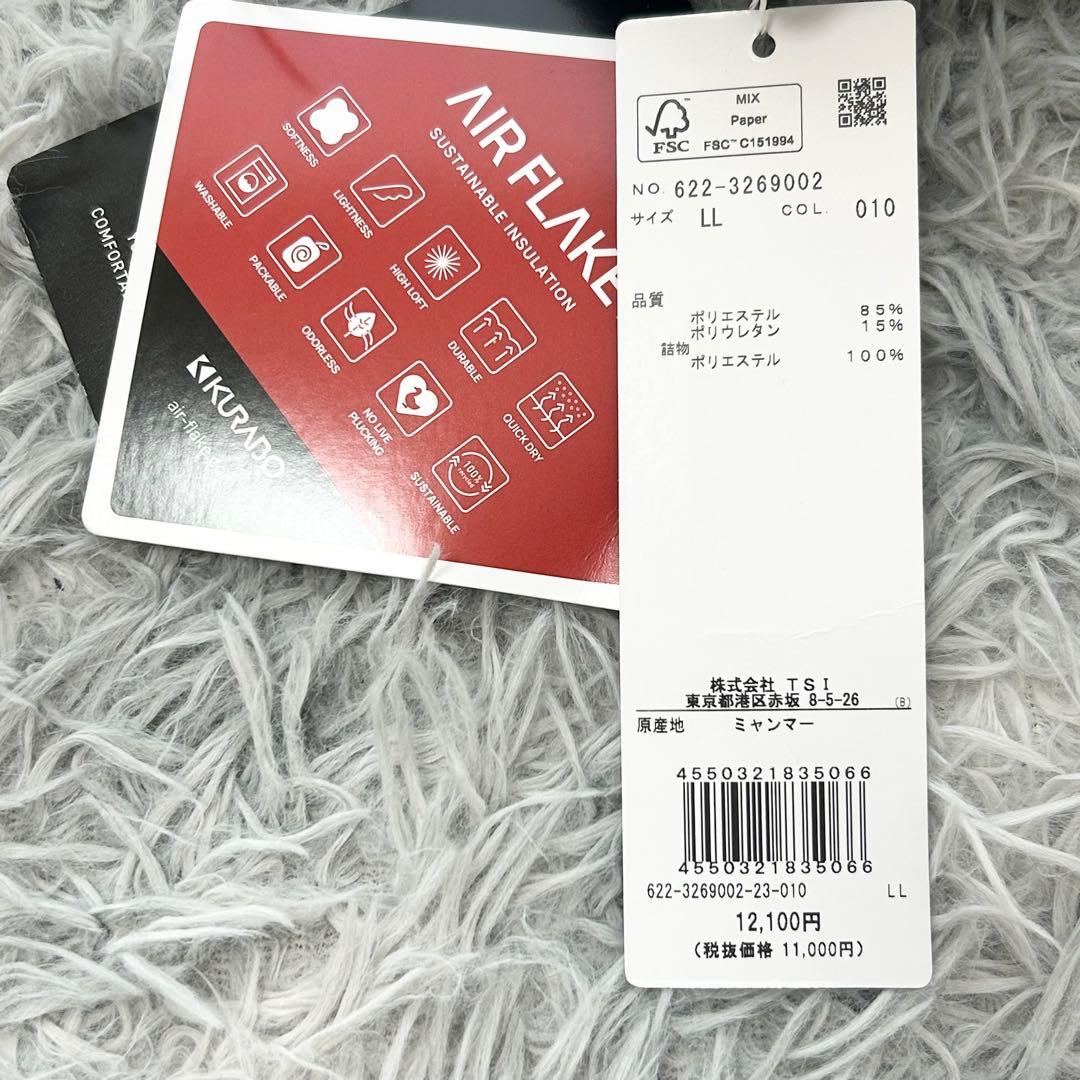 AIR FLAKE
SUSTAINABLE INSULATION
SOFTNESS
LIGHTNESS
HIGH LOFT
DURABLE
QUICK DRY
WASHABLE
PACKABLE
ODORLESS
NO LIVE
PLUCKING
100%
recycled
SUSTAINABLE
KURABO
air-flake
COMFORTA
FSC
MIX
Paper
FSC™ C151994
NO. 622-3269002
サイズ LL COL. 010
品質
ポリエステル 85%
ポリウレタン 15%
詰物
ポリエステル 100%
株式会社 TSI
東京都港区赤坂 8-5-26 (B)
原産地 ミャンマー
4550321835066
4550321835066
622-3269002-23-010 LL
12,100円
(税抜価格 11,000円)